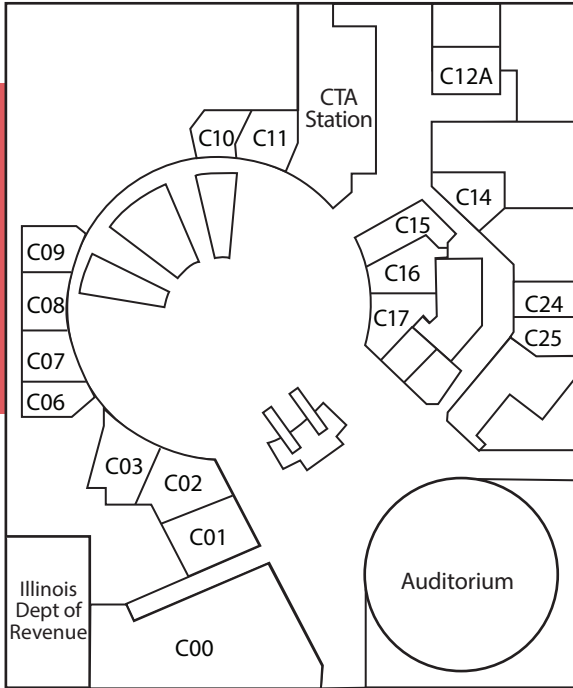 C12A
CTA
Station
C10
C11
C14
C15
C09
C16
C08
C24
C17
C25
C07
C06
C03
C02
C01
Illinois
Dept of
Revenue
Auditorium
C00